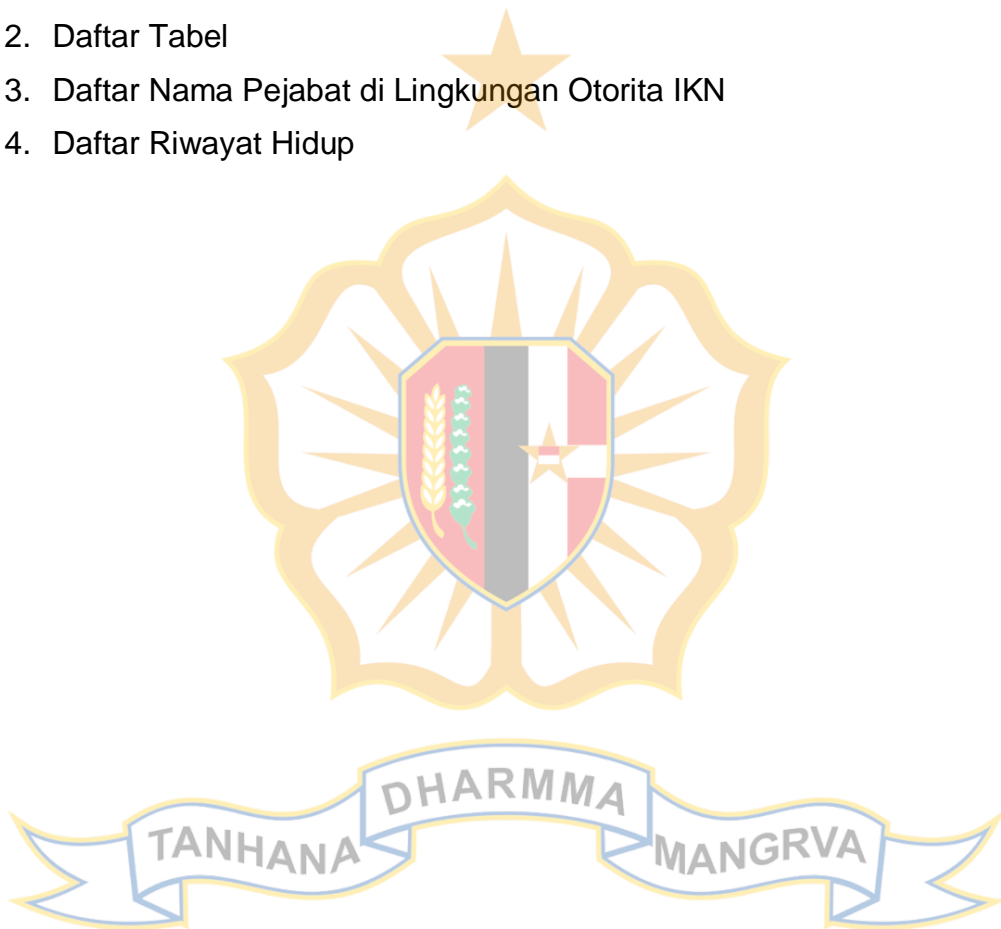 2. Daftar Tabel
3. Daftar Nama Pejabat di Lingkungan Otorita IKN
4. Daftar Riwayat Hidup
TANHANA DHARMMA MANGRVA